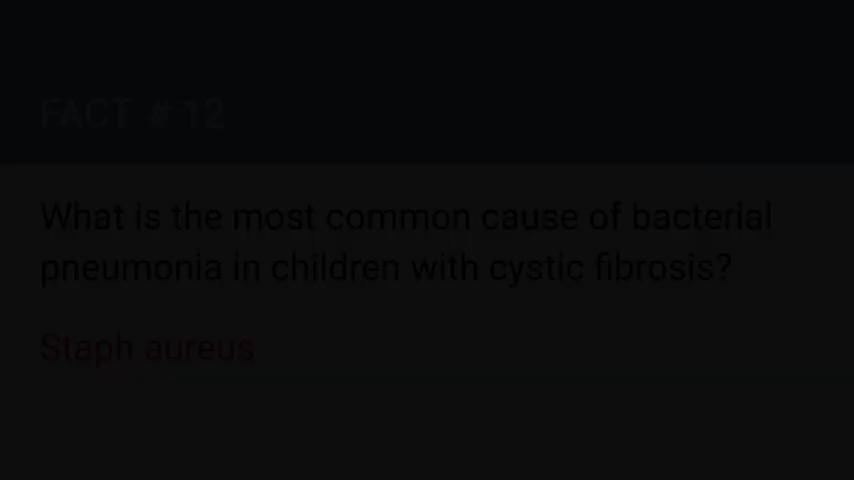 FACT # 12
What is the most common cause of bacterial
pneumonia in children with cystic fibrosis?
Staph aureus